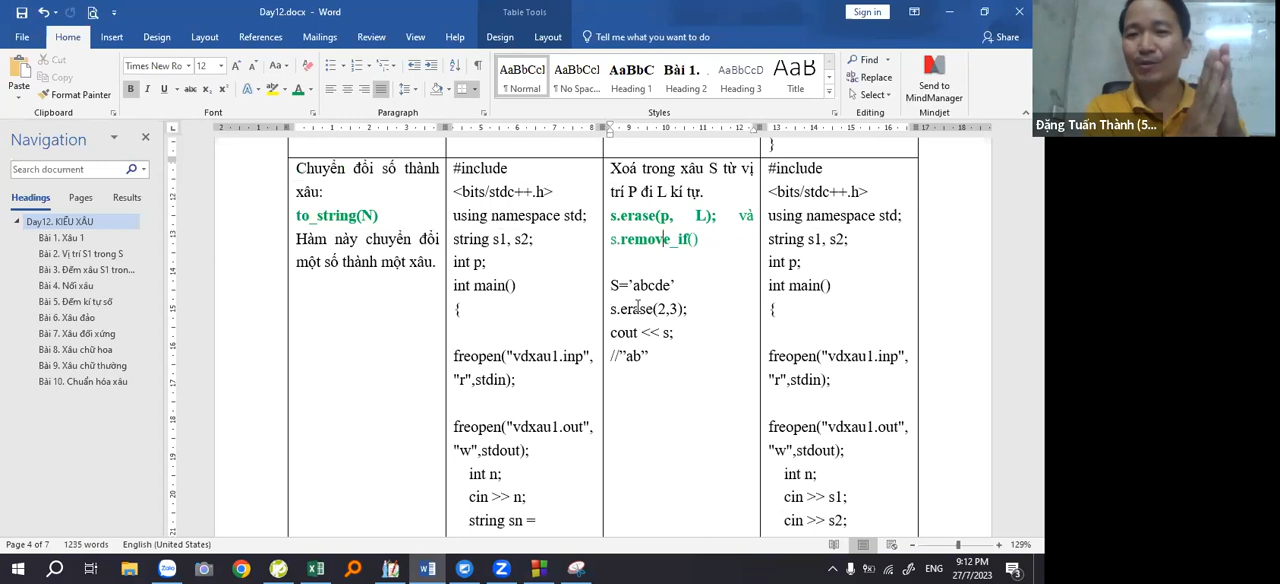 Day12.docx - Word
Table Tools
Sign in
File
Home
Insert
Design
Layout
References
Mailings
Review
View
Help
Design
Layout
Tell me what you want to do
Share
Paste
Cut
Copy
Format Painter
Clipboard
Times New Ro
12
Font
Paragraph
AaBbCcI
¶ Normal
AaBbCcI
¶ No Spac...
AaBbC
Heading 1
Bài 1.
Heading 2
AaBbCcD
Heading 3
AaB
Title
Styles
Find
Replace
Select
Editing
Send to
MindManager
Mindjet
Đặng Tuấn Thành (5...
Navigation
Search document
Headings
Pages
Results
Day12. KIỂU XÂU
Bài 1. Xâu 1
Bài 2. Vị trí S1 trong S
Bài 3. Đếm xâu S1 tron...
Bài 4. Nối xâu
Bài 5. Đếm kí tự số
Bài 6. Xâu đảo
Bài 7. Xâu đối xứng
Bài 8. Xâu chữ hoa
Bài 9. Xâu chữ thường
Bài 10. Chuẩn hóa xâu
Chuyển đổi số thành
xâu:
to_string(N)
Hàm này chuyển đổi
một số thành một xâu.
#include
<bits/stdc++.h>
using namespace std;
string s1, s2;
int p;
int main()
{
freopen("vdxau1.inp",
"r",stdin);
freopen("vdxau1.out",
"w",stdout);
int n;
cin >> n;
string sn =
Xoá trong xâu S từ vị
trí P đi L kí tự.
s.erase(p, L); và
s.remove_if()
S=’abcde’
s.erase(2,3);
cout << s;
//”ab”
}
#include
<bits/stdc++.h>
using namespace std;
string s1, s2;
int p;
int main()
{
freopen("vdxau1.inp",
"r",stdin);
freopen("vdxau1.out",
"w",stdout);
int n;
cin >> s1;
cin >> s2;
Page 4 of 7
1235 words
English (United States)
129%
Zalo
ENG
9:12 PM
27/7/2023